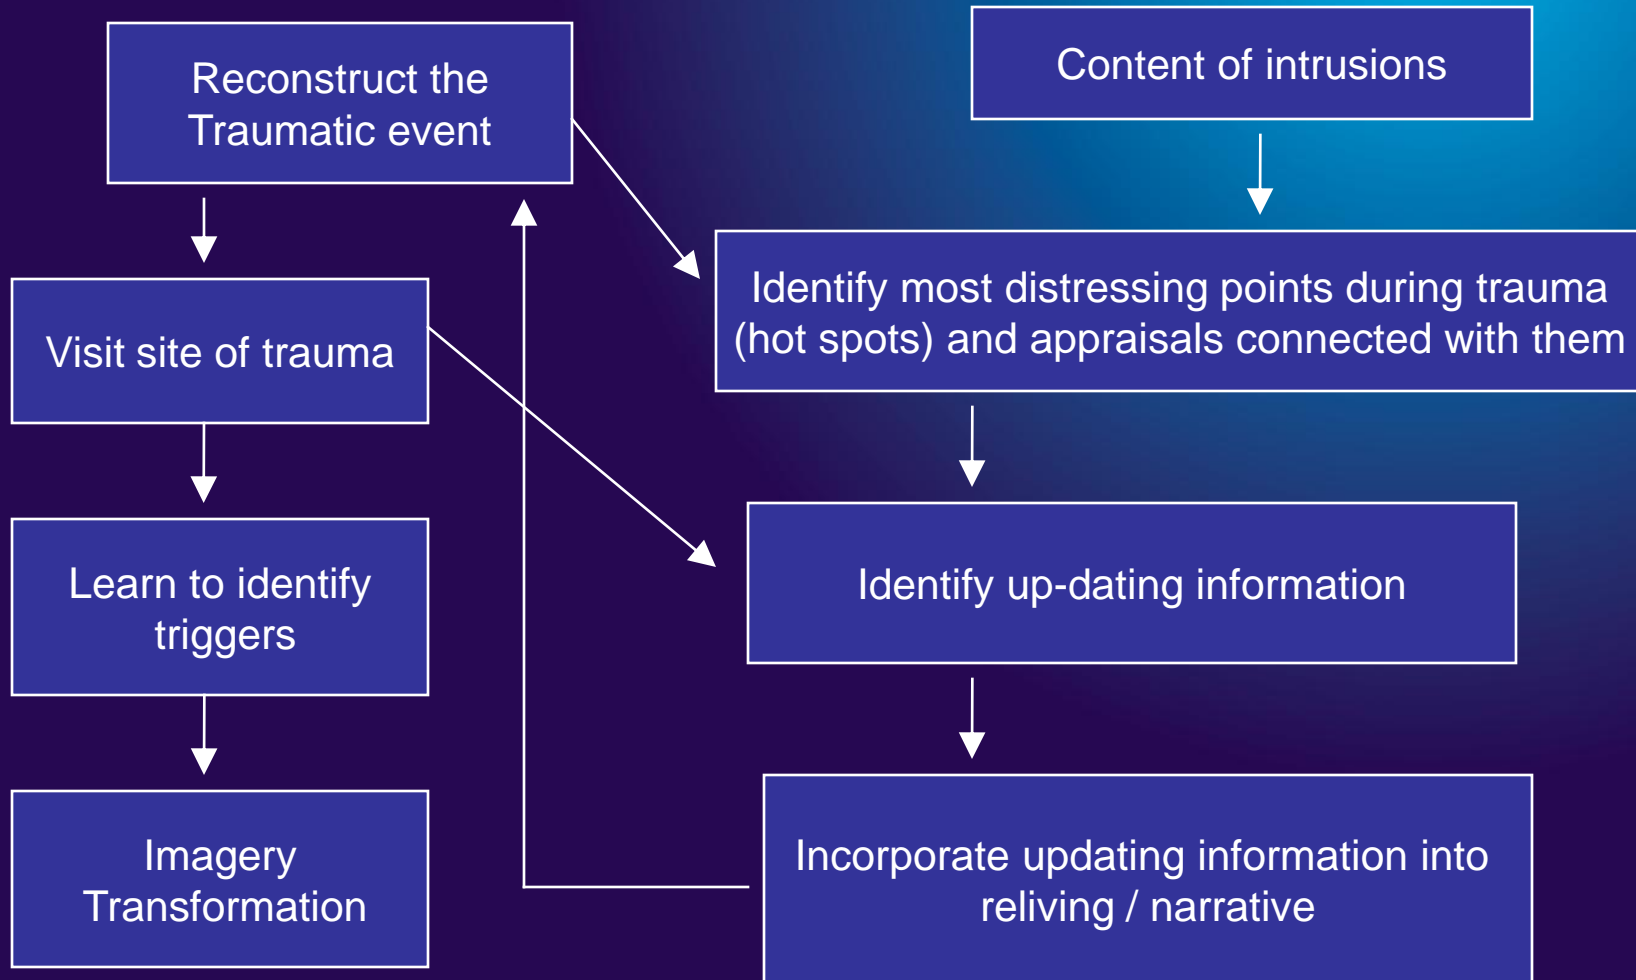 Reconstruct the
Traumatic event
Content of intrusions
Identify most distressing points during trauma
(hot spots) and appraisals connected with them
Visit site of trauma
Learn to identify
triggers
Identify up-dating information
Imagery
Transformation
Incorporate updating information into
reliving / narrative